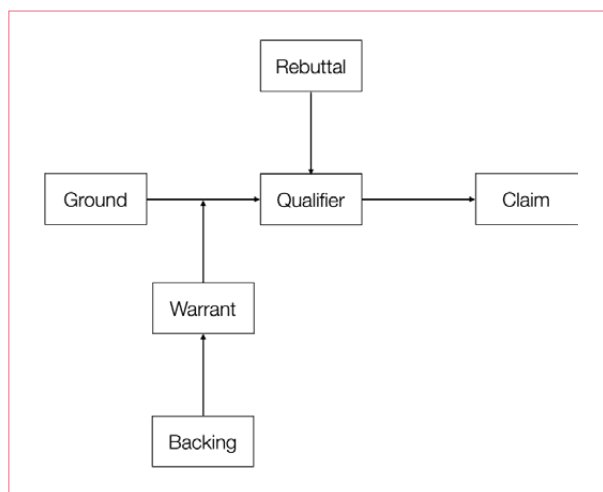 Rebuttal
Ground
Qualifier
Claim
Warrant
Backing